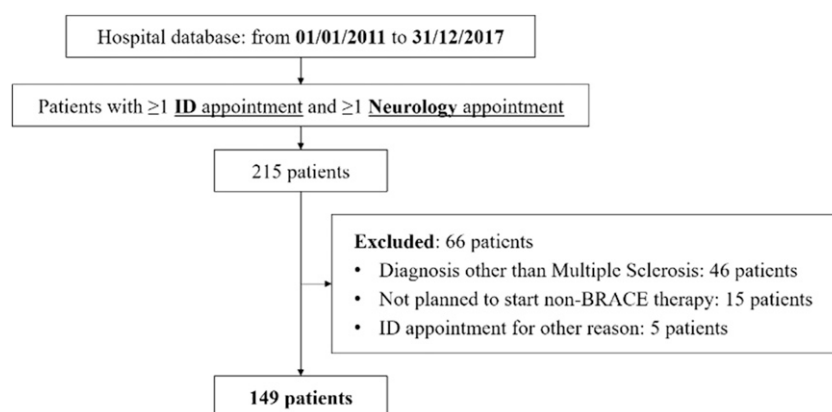 Hospital database: from 01/01/2011 to 31/12/2017
Patients with ≥1 ID appointment and ≥1 Neurology appointment
215 patients
Excluded: 66 patients
• Diagnosis other than Multiple Sclerosis: 46 patients
• Not planned to start non-BRACE therapy: 15 patients
• ID appointment for other reason: 5 patients
149 patients